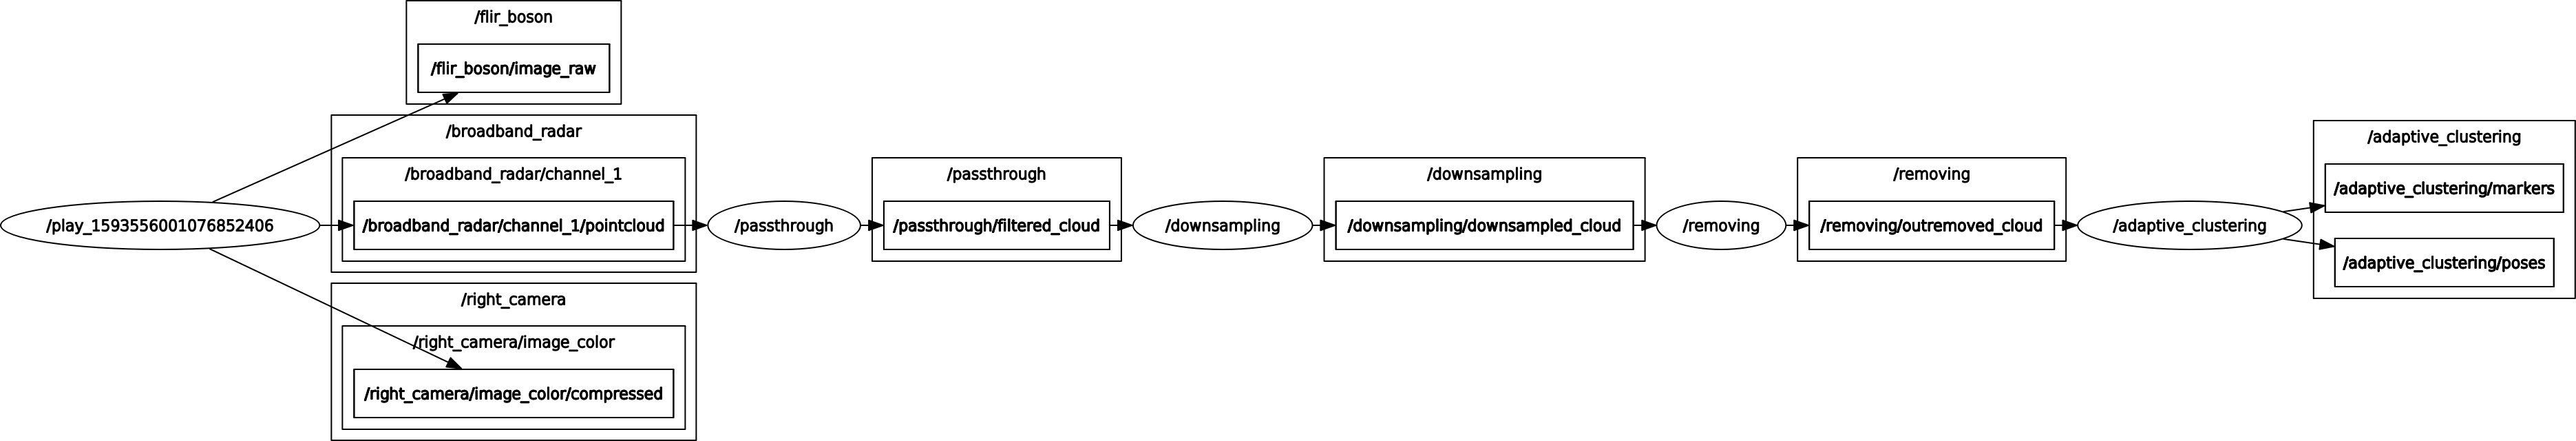 /flir_boson
/flir_boson/image_raw
/broadband_radar
/broadband_radar/channel_1
/play_1593556001076852406
/broadband_radar/channel_1/pointcloud
/right_camera
/right_camera/image_color
/right_camera/image_color/compressed
/passthrough
/passthrough
/passthrough/filtered_cloud
/downsampling
/downsampling
/downsampling/downsampled_cloud
/removing
/removing
/removing/outremoved_cloud
/adaptive_clustering
/adaptive_clustering
/adaptive_clustering/markers
/adaptive_clustering/poses